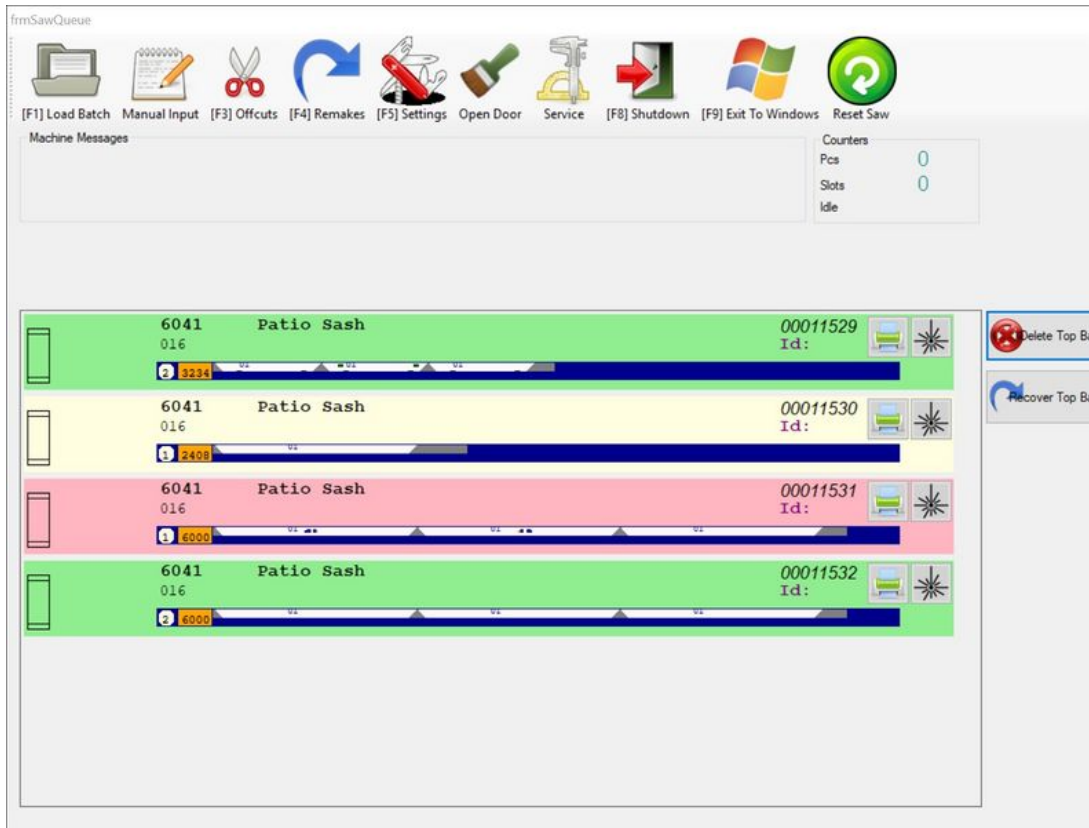 frmSawQueue
[F1] Load Batch Manual Input [F3] Offcuts [F4] Remakes [F5] Settings Open Door Service [F8] Shutdown [F9] Exit To Windows Reset Saw
Machine Messages
Counters
Pcs 0
Slots 0
Idle
6041 Patio Sash 00011529
016 Id:
2 3234
Delete Top Ba
6041 Patio Sash 00011530
016 Id:
1 2408
Recover Top Ba
6041 Patio Sash 00011531
016 Id:
1 6000
6041 Patio Sash 00011532
016 Id:
2 6000